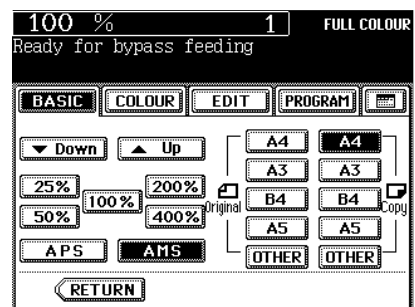 100 % 1 FULL COLOUR
Ready for bypass feeding
BASIC COLOUR EDIT PROGRAM
Down Up
A4 A4
A3 A3
25% 100% 200%
Original B4 B4 Copy
50% 400%
A5 A5
APS AMS OTHER OTHER
RETURN